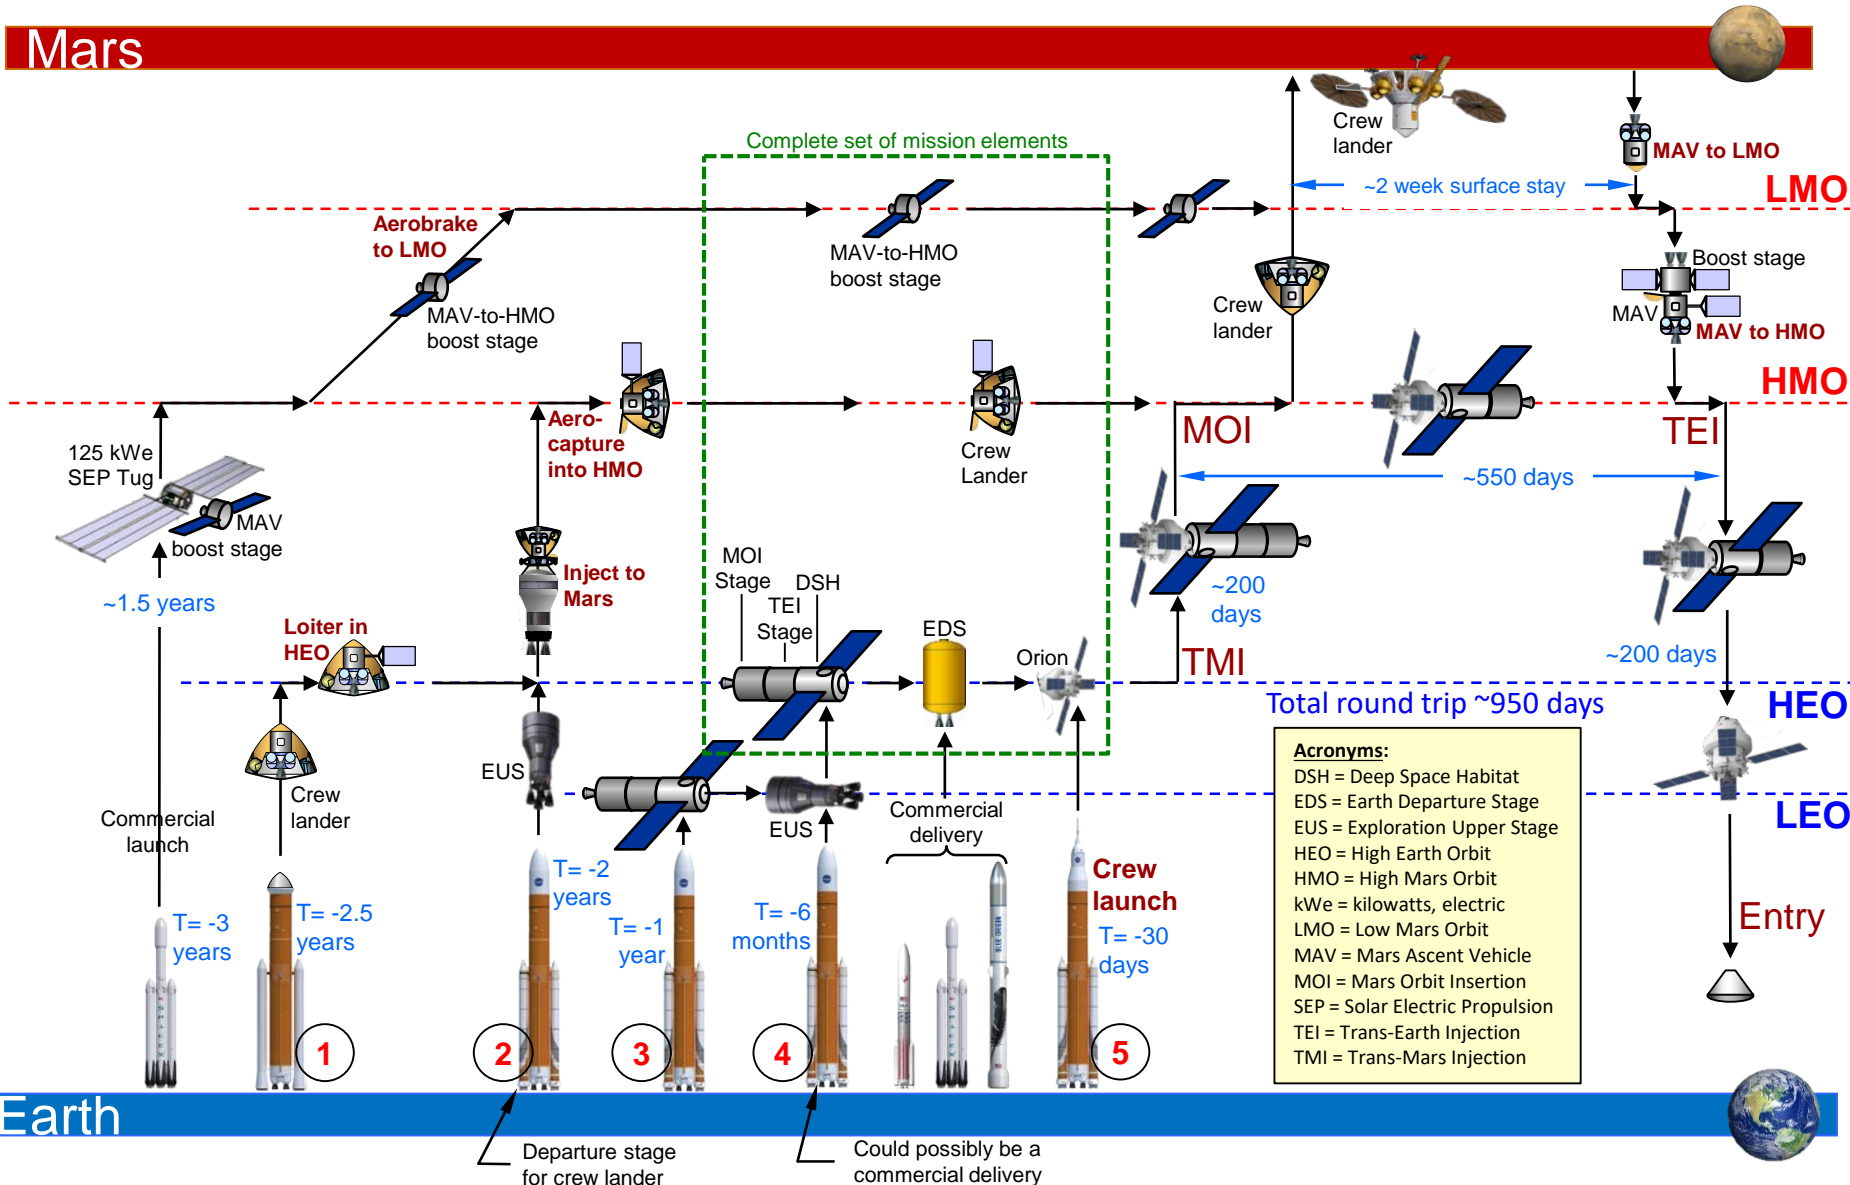 Mars
Crew
lander
MAV to LMO
Complete set of mission elements
~2 week surface stay
LMO
Aerobrake
to LMO
MAV-to-HMO
boost stage
Boost stage
MAV-to-HMO
boost stage
Crew
lander
MAV
MAV to HMO
HMO
Aero-
capture
into HMO
MOI
TEI
125 kWe
SEP Tug
Crew
Lander
~550 days
MAV
boost stage
MOI
Stage
DSH
TEI
Stage
Inject to
Mars
~200
days
~1.5 years
Loiter in
HEO
EDS
Orion
TMI
~200 days
Total round trip ~950 days
HEO
EUS
Crew
lander
Commercial
launch
EUS
Commercial
delivery
LEO
Acronyms:
DSH = Deep Space Habitat
EDS = Earth Departure Stage
EUS = Exploration Upper Stage
HEO = High Earth Orbit
HMO = High Mars Orbit
kWe = kilowatts, electric
LMO = Low Mars Orbit
MAV = Mars Ascent Vehicle
MOI = Mars Orbit Insertion
SEP = Solar Electric Propulsion
TEI = Trans-Earth Injection
TMI = Trans-Mars Injection
T= -3
years
T= -2.5
years
T= -2
years
T= -1
year
T= -6
months
Crew
launch
T= -30
days
Entry
BLUE ORIGIN
SPACEX
SPACEX
1
2
3
4
5
Earth
Departure stage
for crew lander
Could possibly be a
commercial delivery